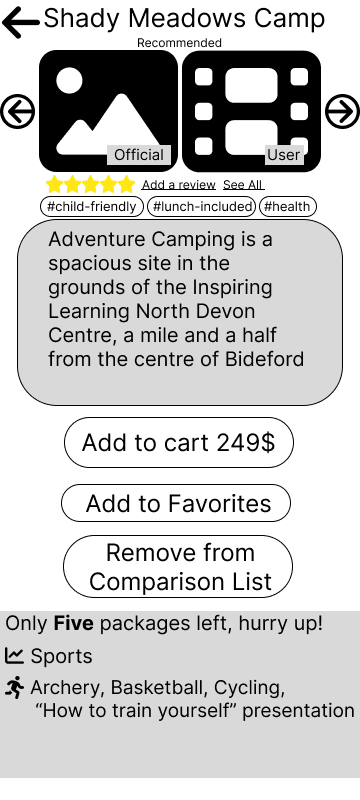 Shady Meadows Camp
Recommended
Official
User
Add a review See All
#child-friendly #lunch-included #health
Adventure Camping is a
spacious site in the
grounds of the Inspiring
Learning North Devon
Centre, a mile and a half
from the centre of Bideford
Add to cart 249$
Add to Favorites
Remove from
Comparison List
Only Five packages left, hurry up!
Sports
Archery, Basketball, Cycling,
“How to train yourself” presentation